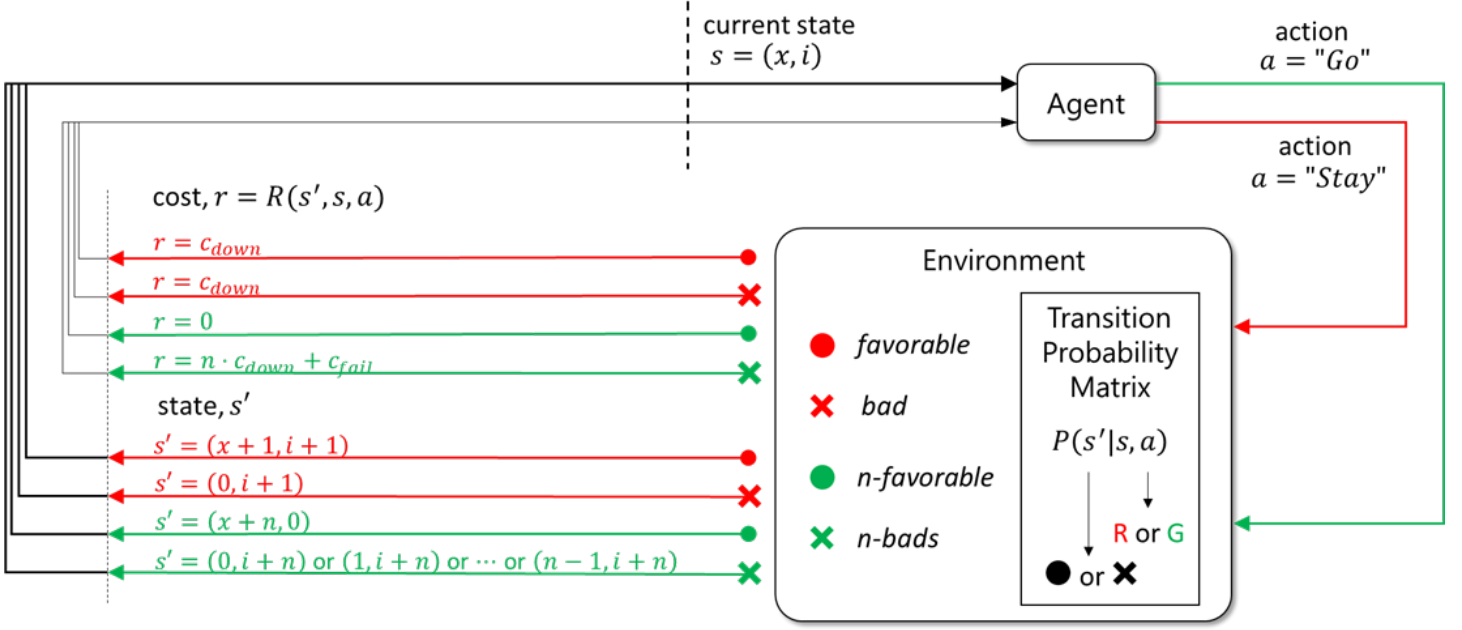 current state
s = (x, i)
Agent
action
a = "Go"
action
a = "Stay"
cost, r = R(s′, s, a)
r = c_down
r = c_down
r = 0
r = n · c_down + c_fail
state, s′
s′ = (x + 1, i + 1)
s′ = (0, i + 1)
s′ = (x + n, 0)
s′ = (0, i + n) or (1, i + n) or ⋯ or (n − 1, i + n)
Environment
favorable
bad
n-favorable
n-bads
Transition
Probability
Matrix
P(s′|s, a)
R or G
or